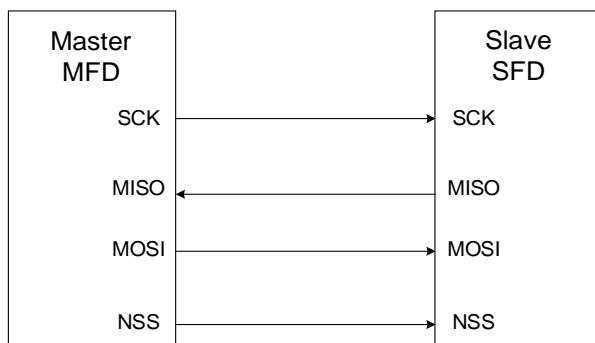 Master
MFD
Slave
SFD
SCK
SCK
MISO
MISO
MOSI
MOSI
NSS
NSS